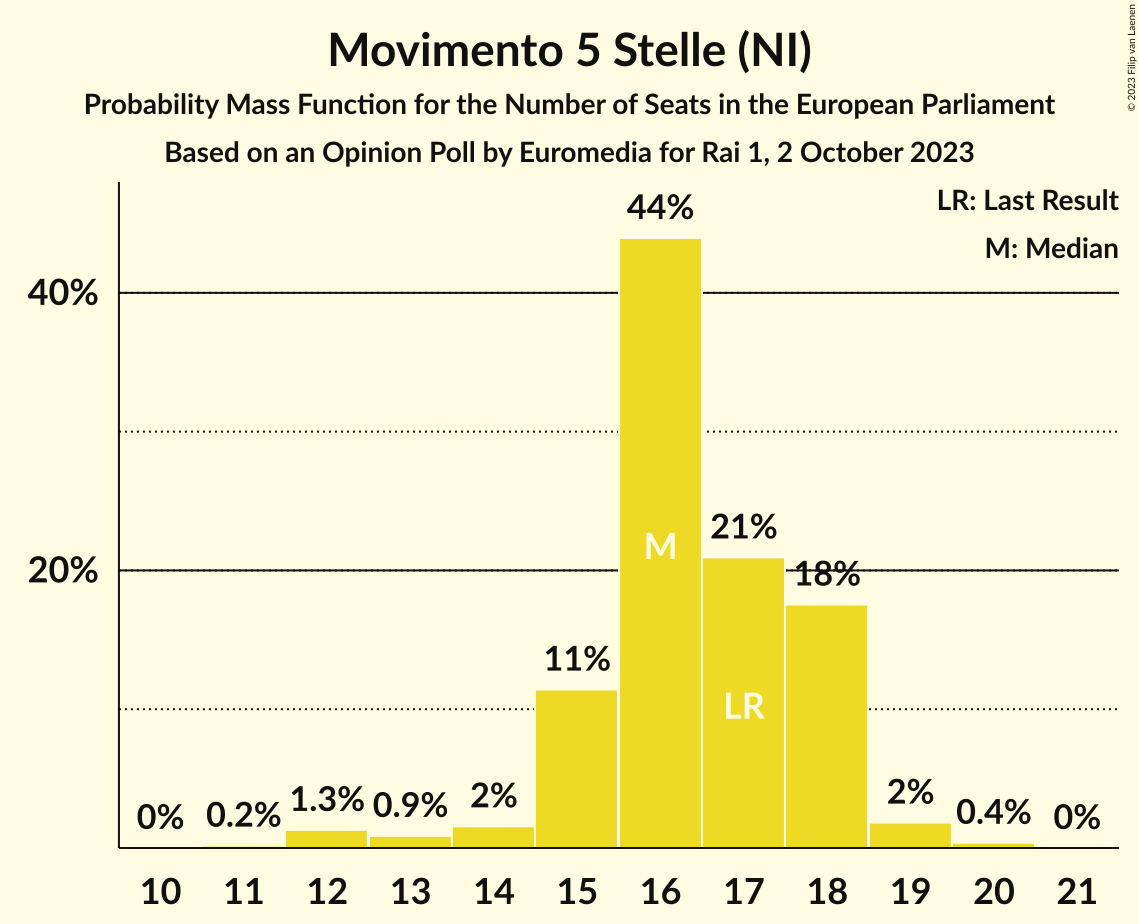 © 2023 Filip van Laenen
Movimento 5 Stelle (NI)
Probability Mass Function for the Number of Seats in the European Parliament
Based on an Opinion Poll by Euromedia for Rai 1, 2 October 2023
LR: Last Result
M: Median
44%
40%
M
21%
20%
18%
11%
LR
0%
0.2%
1.3%
0.9%
2%
2%
0.4%
0%
10 11 12 13 14 15 16 17 18 19 20 21